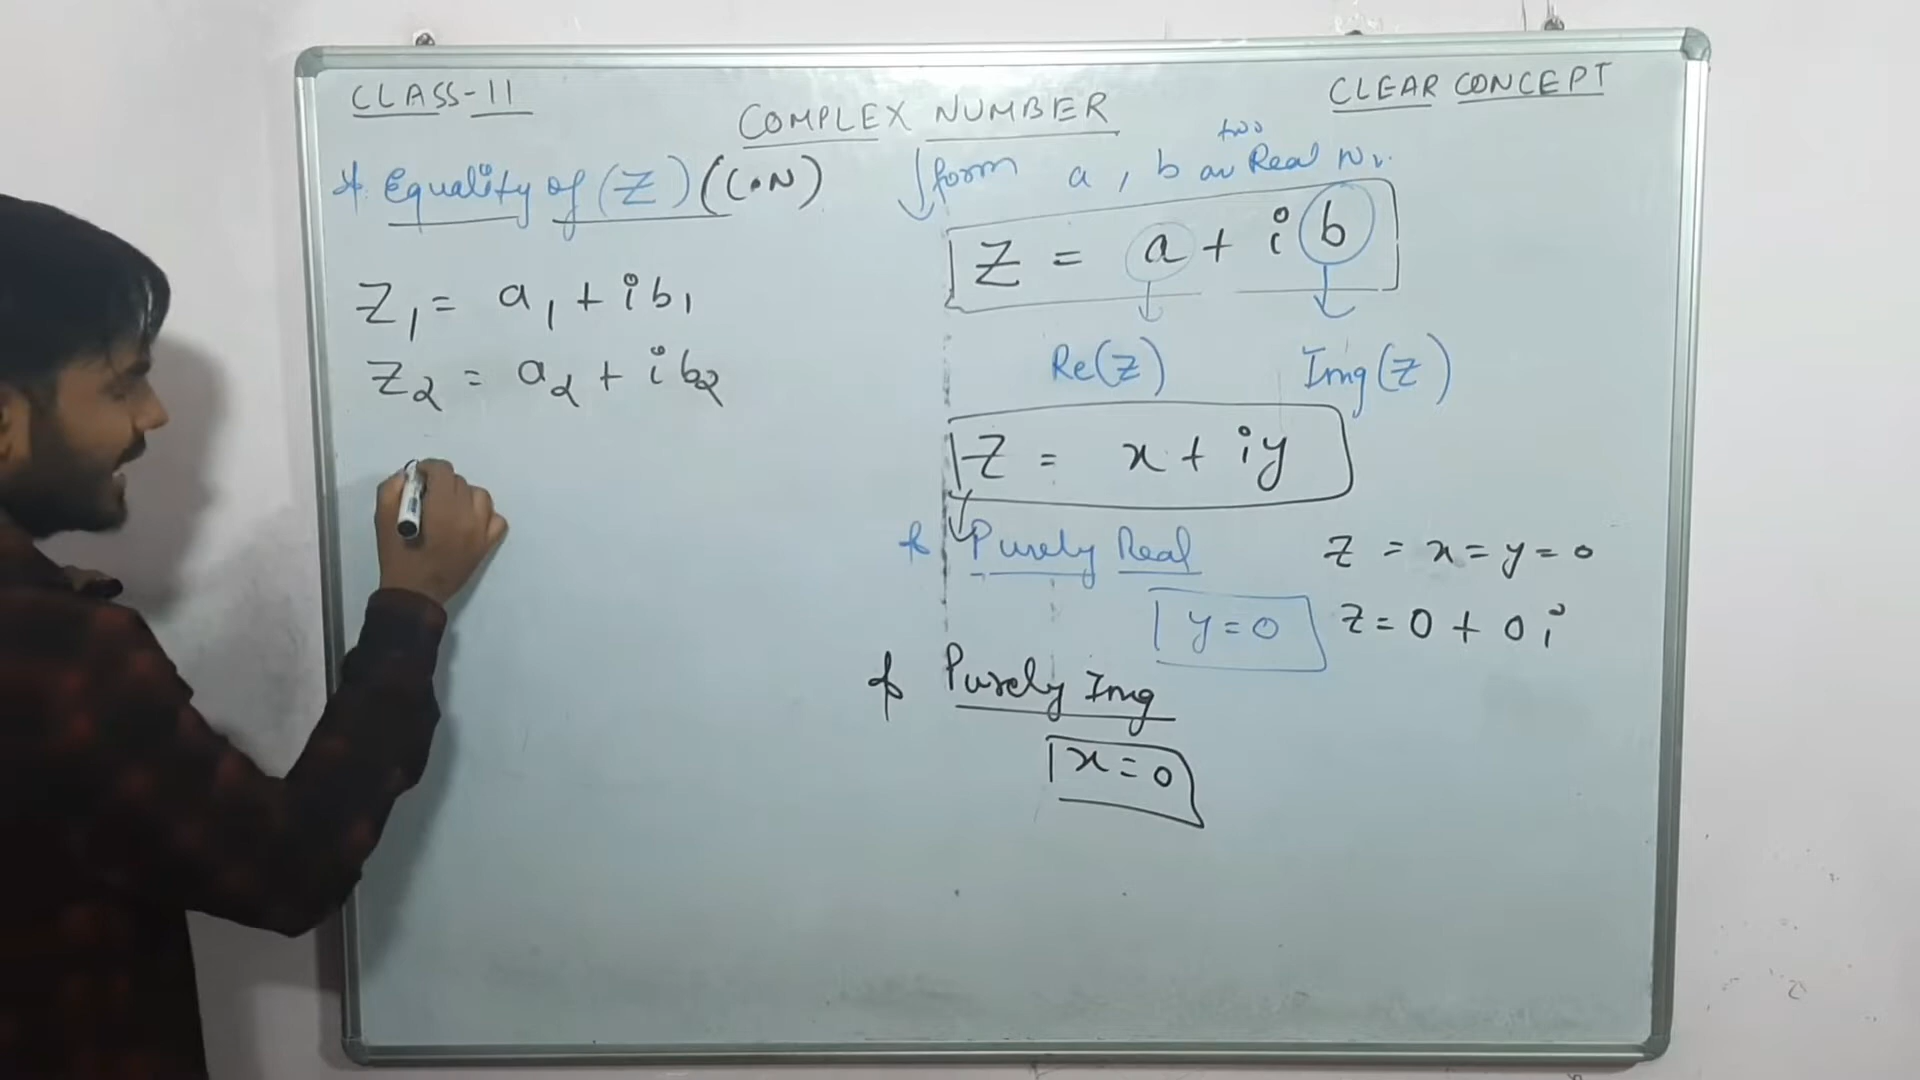 CLASS-11
COMPLEX NUMBER
CLEAR CONCEPT
* Equality of (Z) (C.N)
Z₁ = a₁ + ib₁
Z₂ = a₂ + ib₂
form a, b are two Real Nr.
Z = a + ib
Re(Z) Img(Z)
Z = x + iy
* Purely Real
y=0
Z = x = y = 0
Z = 0 + 0i
* Purely Img
x=0